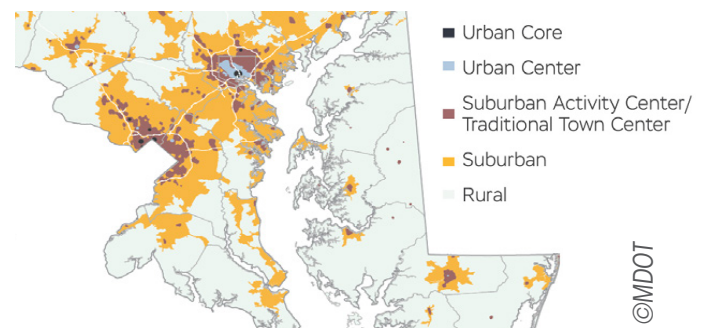 Urban Core
Urban Center
Suburban Activity Center/
Traditional Town Center
Suburban
Rural
©MDOT